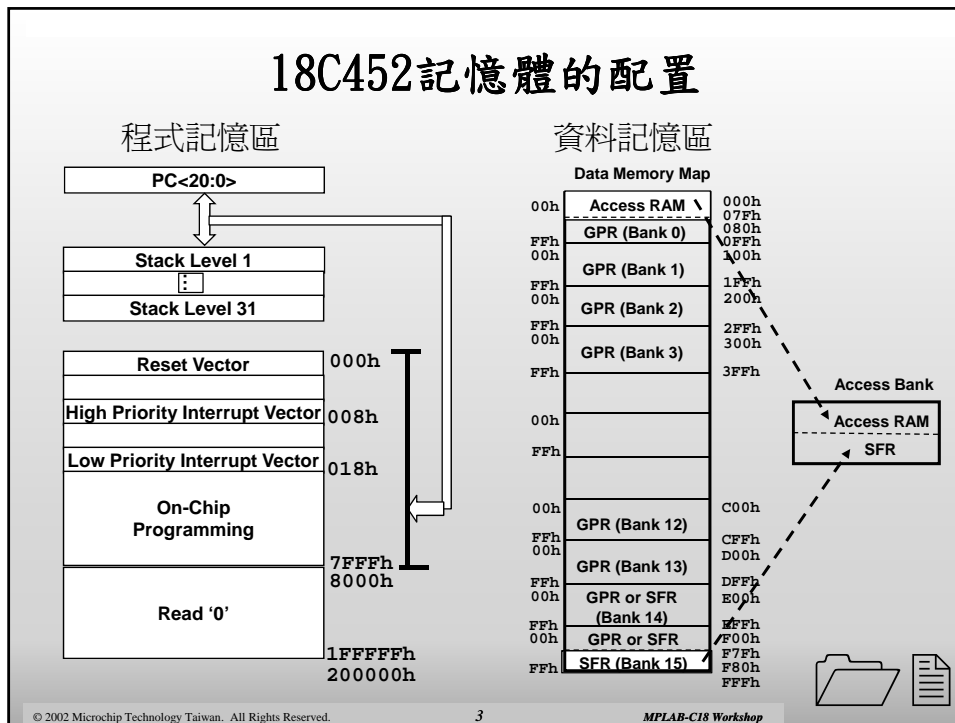 18C452記憶體的配置
程式記憶區
PC<20:0>
Stack Level 1
Stack Level 31
Reset Vector
000h
High Priority Interrupt Vector
008h
Low Priority Interrupt Vector
018h
On-Chip
Programming
7FFFh
8000h
Read ‘0’
1FFFFFh
200000h
資料記憶區
Data Memory Map
00h
Access RAM
000h
07Fh
080h
GPR (Bank 0)
FFh
0FFh
00h
100h
GPR (Bank 1)
FFh
1FFh
00h
200h
GPR (Bank 2)
FFh
2FFh
00h
300h
GPR (Bank 3)
FFh
3FFh
00h
FFh
00h
C00h
GPR (Bank 12)
FFh
CFFh
00h
D00h
GPR (Bank 13)
FFh
DFFh
00h
E00h
GPR or SFR
(Bank 14)
FFh
EFFh
00h
F00h
GPR or SFR
F7Fh
SFR (Bank 15)
F80h
FFh
FFFh
Access Bank
Access RAM
SFR
© 2002 Microchip Technology Taiwan. All Rights Reserved.
3
MPLAB-C18 Workshop